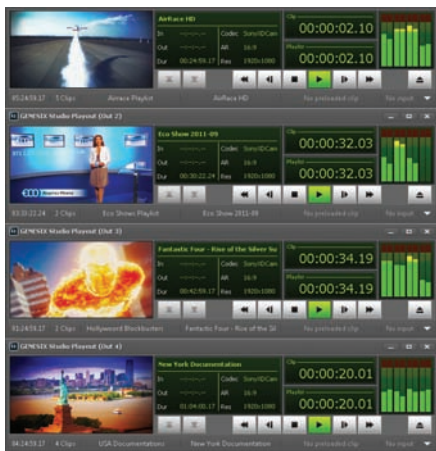 AirRace HD
In --:--:--.-- Codec Sony/XDCam
Out --:--:--.-- AR 16:9
Dur 00:24:59.17 Res 1920x1080
Clip
00:00:02.10
Playlist
00:00:02.10
05:24:59.17 5 Clips Airrace Playlist AirRace HD No preloaded clip No input
GENESIX Studio Playout (Out 2)
Eco Show 2011-09
In --:--:--.-- Codec Sony/XDCam
Out --:--:--.-- AR 16:9
Dur 00:30:22.24 Res 1920x1080
Clip
00:00:32.03
Playlist
00:00:32.03
03:30:22.24 2 Clips Eco Shows Playlist Eco Show 2011-09 No preloaded clip No input
GENESIX Studio Playout (Out 3)
Fantastic Four - Rise of the Silver Su
In --:--:--.-- Codec Sony/XDCam
Out --:--:--.-- AR 16:9
Dur 00:42:59.17 Res 1920x1080
Clip
00:00:34.19
Playlist
00:00:34.19
01:24:59.17 2 Clips Hollywood Blockbusters Fantastic Four - Rise of the Sil No preloaded clip No input
GENESIX Studio Playout (Out 4)
New York Documentation
In --:--:--.-- Codec Sony/XDCam
Out --:--:--.-- AR 16:9
Dur 01:04:00.17 Res 1920x1080
Clip
00:00:20.01
Playlist
00:00:20.01
04:24:59.17 4 Clips USA Documentations New York Documentation No preloaded clip No input